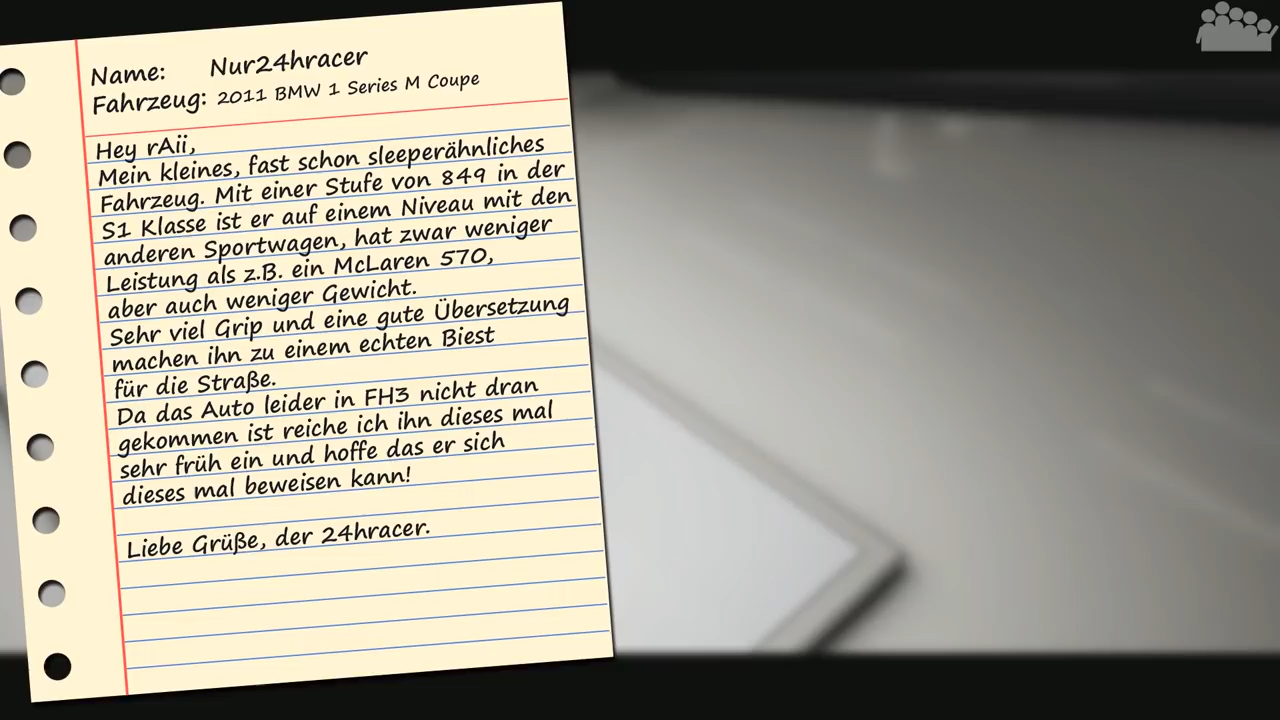 Name: Nur24hracer
Fahrzeug: 2011 BMW 1 Series M Coupe
Hey rAii,
Mein kleines, fast schon sleeperähnliches
Fahrzeug. Mit einer Stufe von 849 in der
S1 Klasse ist er auf einem Niveau mit den
anderen Sportwagen, hat zwar weniger
Leistung als z.B. ein McLaren 570,
aber auch weniger Gewicht.
Sehr viel Grip und eine gute Übersetzung
machen ihn zu einem echten Biest
für die Straße.
Da das Auto leider in FH3 nicht dran
gekommen ist reiche ich ihn dieses mal
sehr früh ein und hoffe das er sich
dieses mal beweisen kann!
Liebe Grüße, der 24hracer.